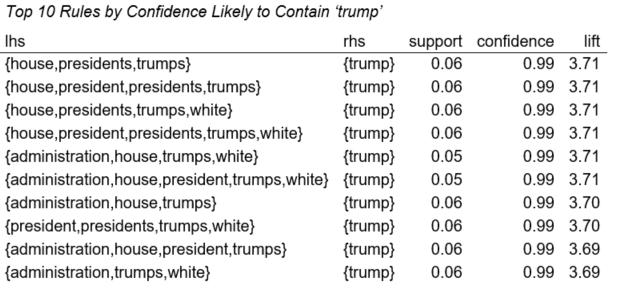 Top 10 Rules by Confidence Likely to Contain ‘trump’
lhs rhs support confidence lift
{house,presidents,trumps} {trump} 0.06 0.99 3.71
{house,president,presidents,trumps} {trump} 0.06 0.99 3.71
{house,presidents,trumps,white} {trump} 0.06 0.99 3.71
{house,president,presidents,trumps,white} {trump} 0.06 0.99 3.71
{administration,house,trumps,white} {trump} 0.05 0.99 3.71
{administration,house,president,trumps,white} {trump} 0.05 0.99 3.71
{administration,house,trumps} {trump} 0.06 0.99 3.70
{president,presidents,trumps,white} {trump} 0.06 0.99 3.70
{administration,house,president,trumps} {trump} 0.06 0.99 3.69
{administration,trumps,white} {trump} 0.06 0.99 3.69